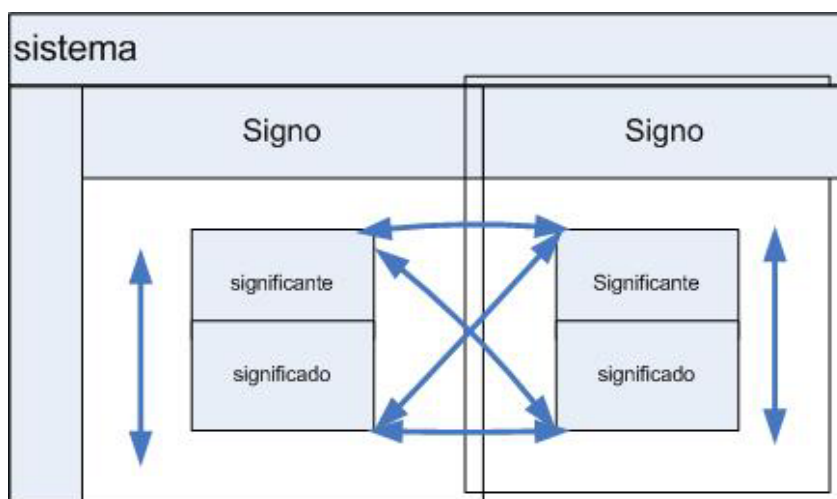 sistema
Signo
Signo
significante
Significante
significado
significado